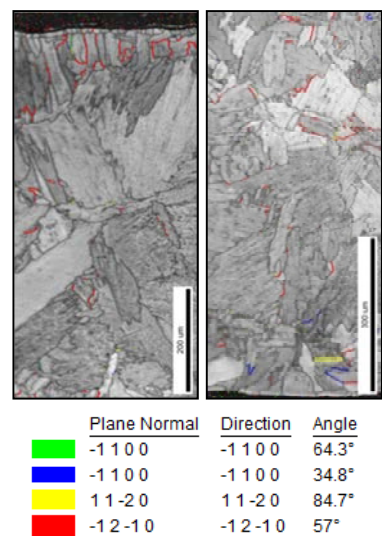 200 um
300 um
Plane Normal Direction Angle
-1 1 0 0 -1 1 0 0 64.3°
-1 1 0 0 -1 1 0 0 34.8°
1 1 -2 0 1 1 -2 0 84.7°
-1 2 -1 0 -1 2 -1 0 57°